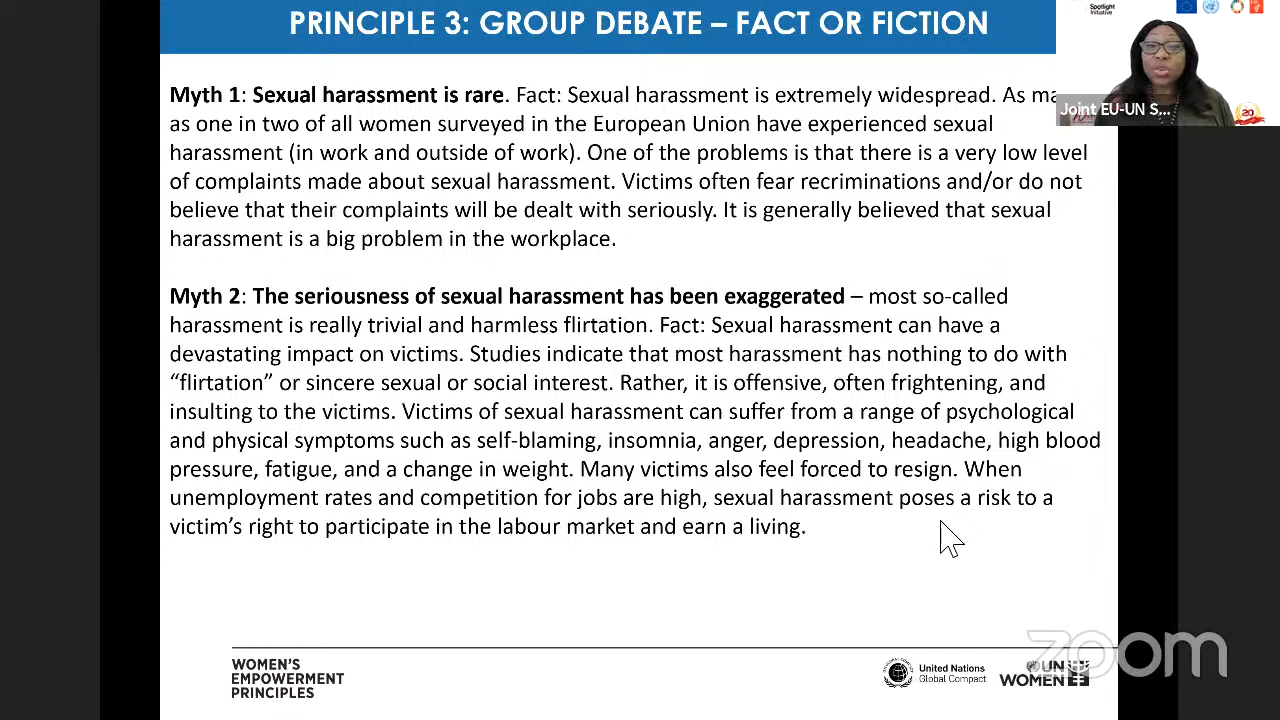 PRINCIPLE 3: GROUP DEBATE – FACT OR FICTION
Spotlight
Initiative
Joint EU-UN S...
20
Myth 1: Sexual harassment is rare. Fact: Sexual harassment is extremely widespread. As
as one in two of all women surveyed in the European Union have experienced sexual
harassment (in work and outside of work). One of the problems is that there is a very low level
of complaints made about sexual harassment. Victims often fear recriminations and/or do not
believe that their complaints will be dealt with seriously. It is generally believed that sexual
harassment is a big problem in the workplace.
Myth 2: The seriousness of sexual harassment has been exaggerated – most so-called
harassment is really trivial and harmless flirtation. Fact: Sexual harassment can have a
devastating impact on victims. Studies indicate that most harassment has nothing to do with
“flirtation” or sincere sexual or social interest. Rather, it is offensive, often frightening, and
insulting to the victims. Victims of sexual harassment can suffer from a range of psychological
and physical symptoms such as self-blaming, insomnia, anger, depression, headache, high blood
pressure, fatigue, and a change in weight. Many victims also feel forced to resign. When
unemployment rates and competition for jobs are high, sexual harassment poses a risk to a
victim’s right to participate in the labour market and earn a living.
zoom
WOMEN’S
EMPOWERMENT
PRINCIPLES
United Nations
Global Compact
UN
WOMEN